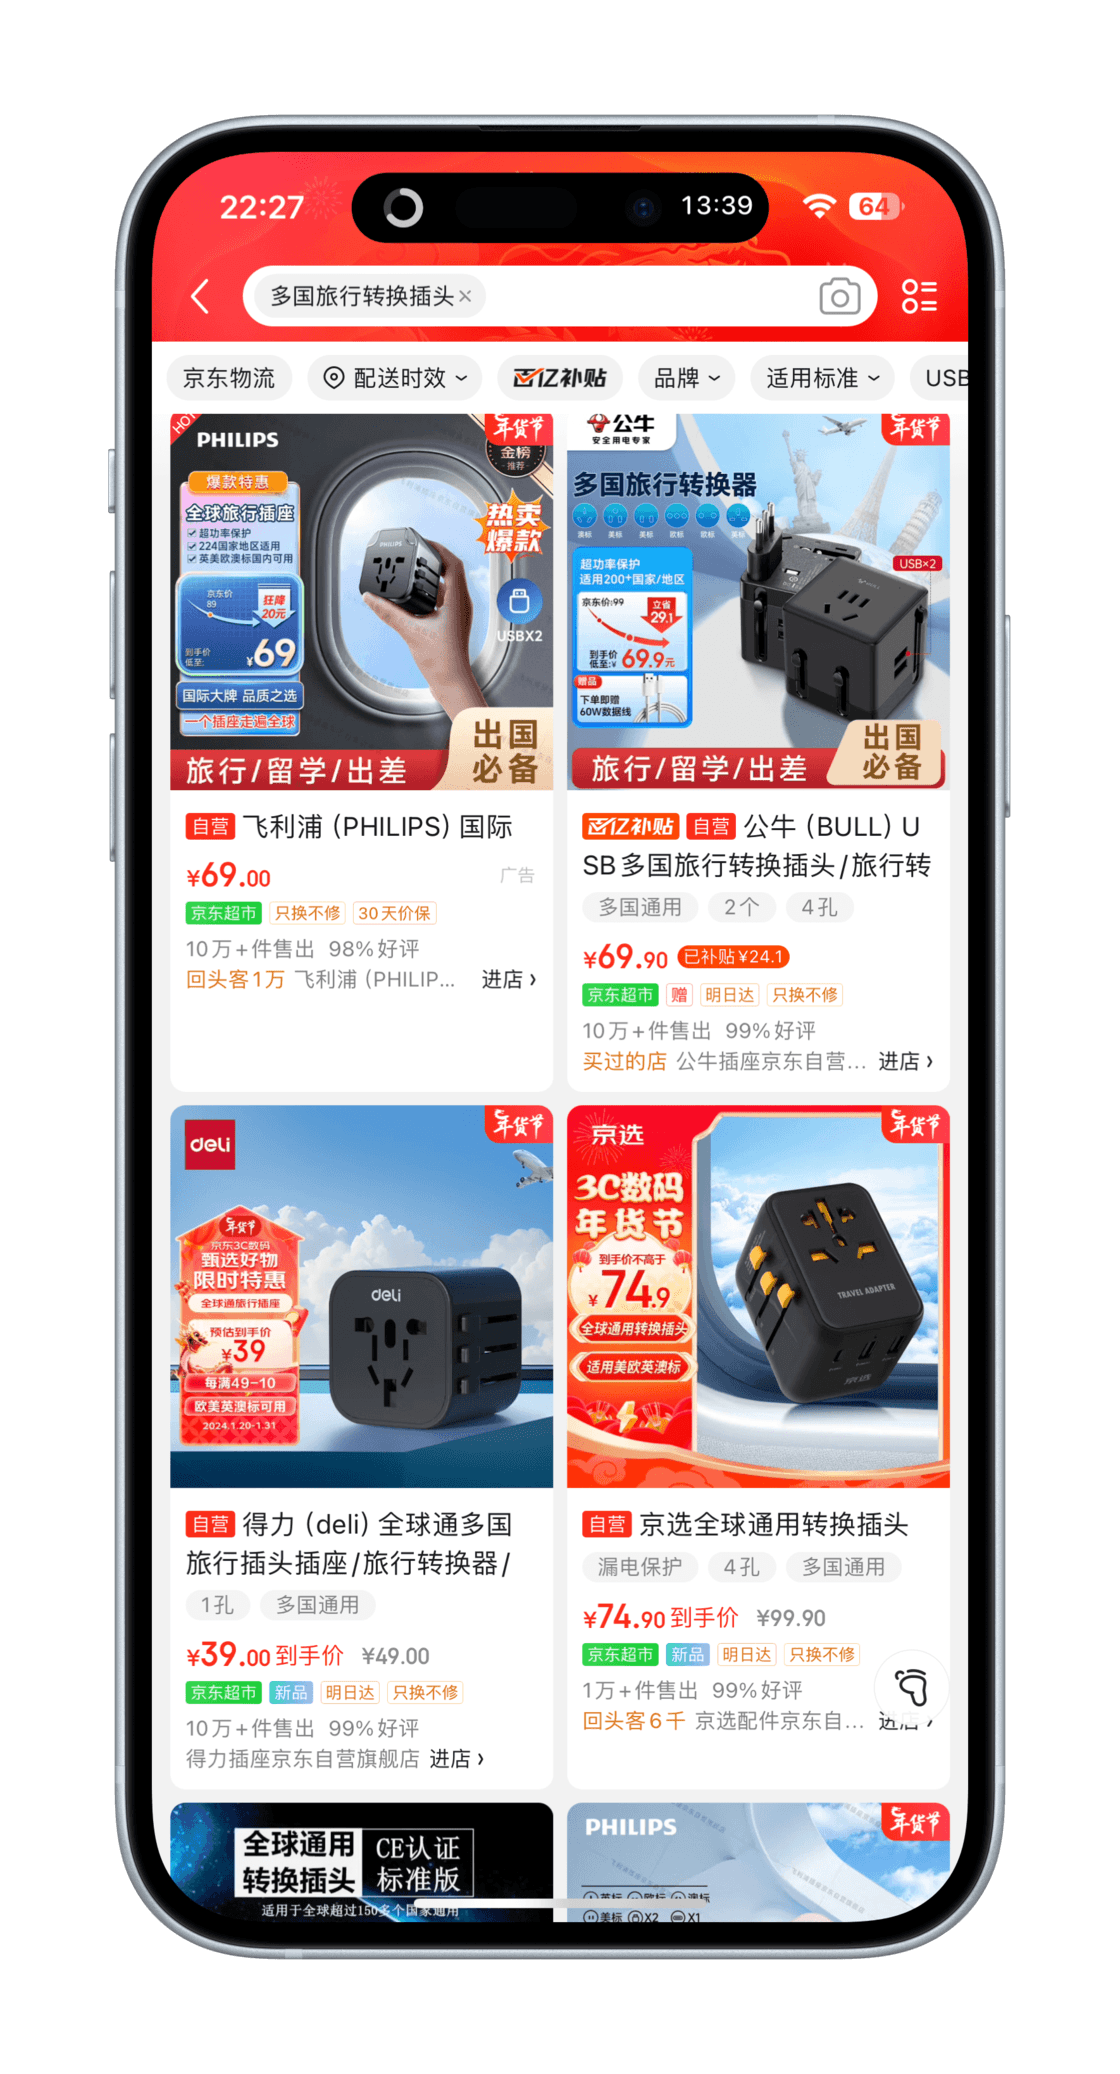 22:27
13:39
64
多国旅行转换插头×
京东物流
配送时效
百亿补贴
品牌
适用标准
USB
HOT
PHILIPS
年货节
金榜
·推荐·
爆款特惠
全球旅行插座
超功率保护
224国家地区适用
英美欧澳标国内可用
热卖
爆款
京东价
89
狂降
20元
到手价
低至:
¥69
USBX2
国际大牌 品质之选
一个插座走遍全球
旅行/留学/出差
出国
必备
自营 飞利浦 (PHILIPS) 国际
¥69.00
广告
京东超市 只换不修 30天价保
10万+件售出 98%好评
回头客1万 飞利浦 (PHILIP... 进店›
公牛
安全用电专家
年货节
多国旅行转换器
澳标 美标 美标 欧标 欧标 英标
超功率保护
适用200+国家/地区
USB×2
BULL
京东价:99
立省
29.1
到手价
低至:¥ 69.9元
赠品
下单即赠
60W数据线
旅行/留学/出差
出国
必备
百亿补贴 自营 公牛 (BULL) U
SB多国旅行转换插头/旅行转
多国通用 2个 4孔
¥69.90 已补贴¥24.1
京东超市 赠 明日达 只换不修
10万+件售出 99%好评
买过的店 公牛插座京东自营... 进店›
deli
年货节
年货节
京东3C数码
甄选好物
限时特惠
全球通旅行插座
预估到手价
¥39
每满49-10
欧美英澳标可用
2024.1.20-1.31
deli
自营 得力 (deli) 全球通多国
旅行插头插座/旅行转换器/
1孔 多国通用
¥39.00 到手价 ¥49.00
京东超市 新品 明日达 只换不修
10万+件售出 99%好评
得力插座京东自营旗舰店 进店›
京选
年货节
3C数码
年货节
到手价不高于
¥74.9
全球通用转换插头
适用美欧英澳标
TRAVEL ADAPTER
自营 京选全球通用转换插头
漏电保护 4孔 多国通用
¥74.90 到手价 ¥99.90
京东超市 新品 明日达 只换不修
1万+件售出 99%好评
回头客6千 京选配件京东自... 进店›
全球通用
转换插头
CE认证
标准版
适用于全球超过150多个国家通用
PHILIPS
年货节
英标 欧标 澳标
美标 X2 X1